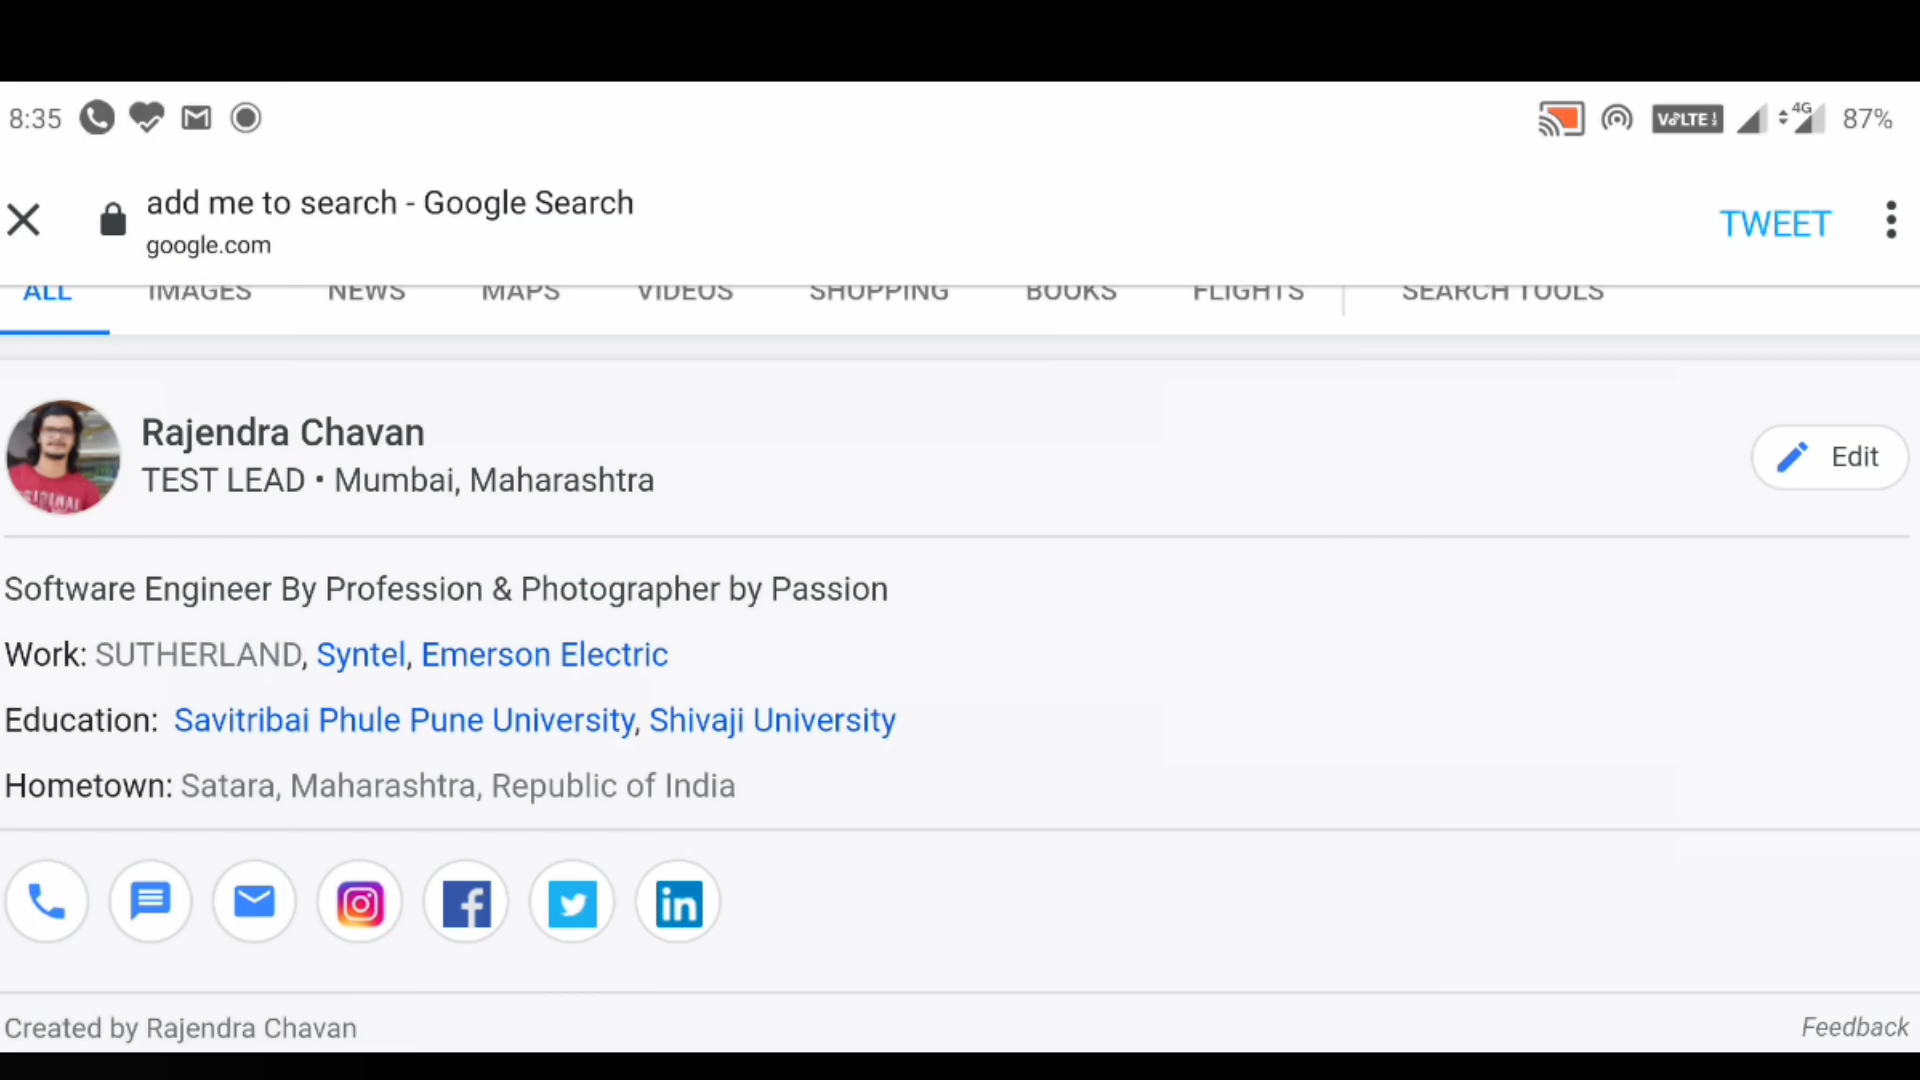 8:35 VoLTE 4G 87%
add me to search - Google Search
google.com
TWEET
ALL IMAGES NEWS MAPS VIDEOS SHOPPING BOOKS FLIGHTS SEARCH TOOLS
Rajendra Chavan
TEST LEAD • Mumbai, Maharashtra
Edit
Software Engineer By Profession & Photographer by Passion
Work: SUTHERLAND, Syntel, Emerson Electric
Education: Savitribai Phule Pune University, Shivaji University
Hometown: Satara, Maharashtra, Republic of India
Created by Rajendra Chavan
Feedback